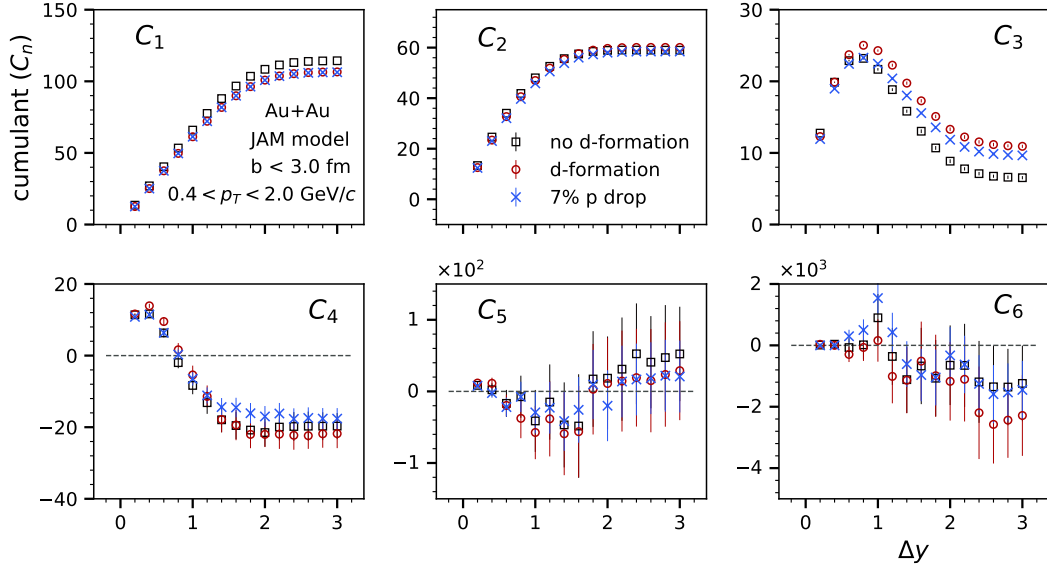 cumulant (Cₙ)
150
100
50
0
C₁
Au+Au
JAM model
b < 3.0 fm
0.4 < p_T < 2.0 GeV/c
60
40
20
0
C₂
no d-formation
d-formation
7% p drop
30
20
10
0
C₃
20
0
−20
−40
C₄
0 1 2 3
×10²
1
0
−1
C₅
0 1 2 3
×10³
2
0
−2
−4
C₆
0 1 2 3
Δy